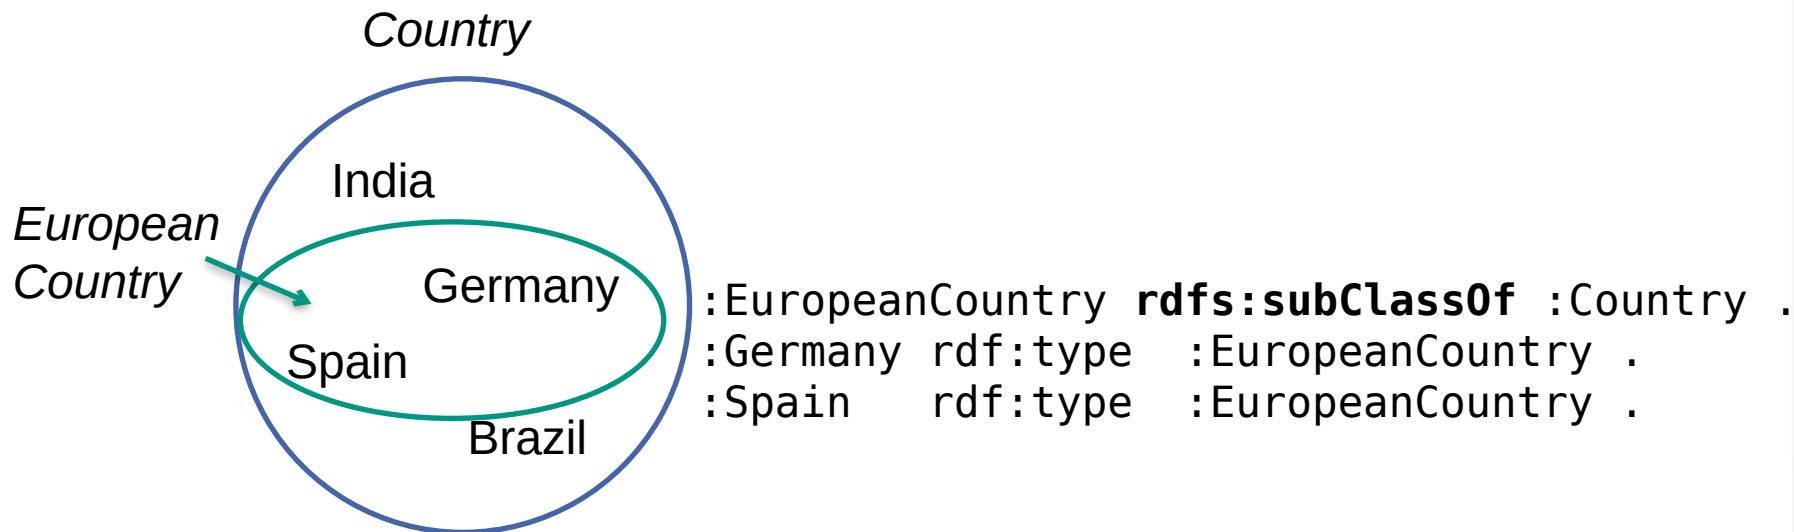 Country
India
European
Country
Germany
Spain
Brazil
:EuropeanCountry rdfs:subClassOf :Country .
:Germany rdf:type  :EuropeanCountry .
:Spain   rdf:type  :EuropeanCountry .